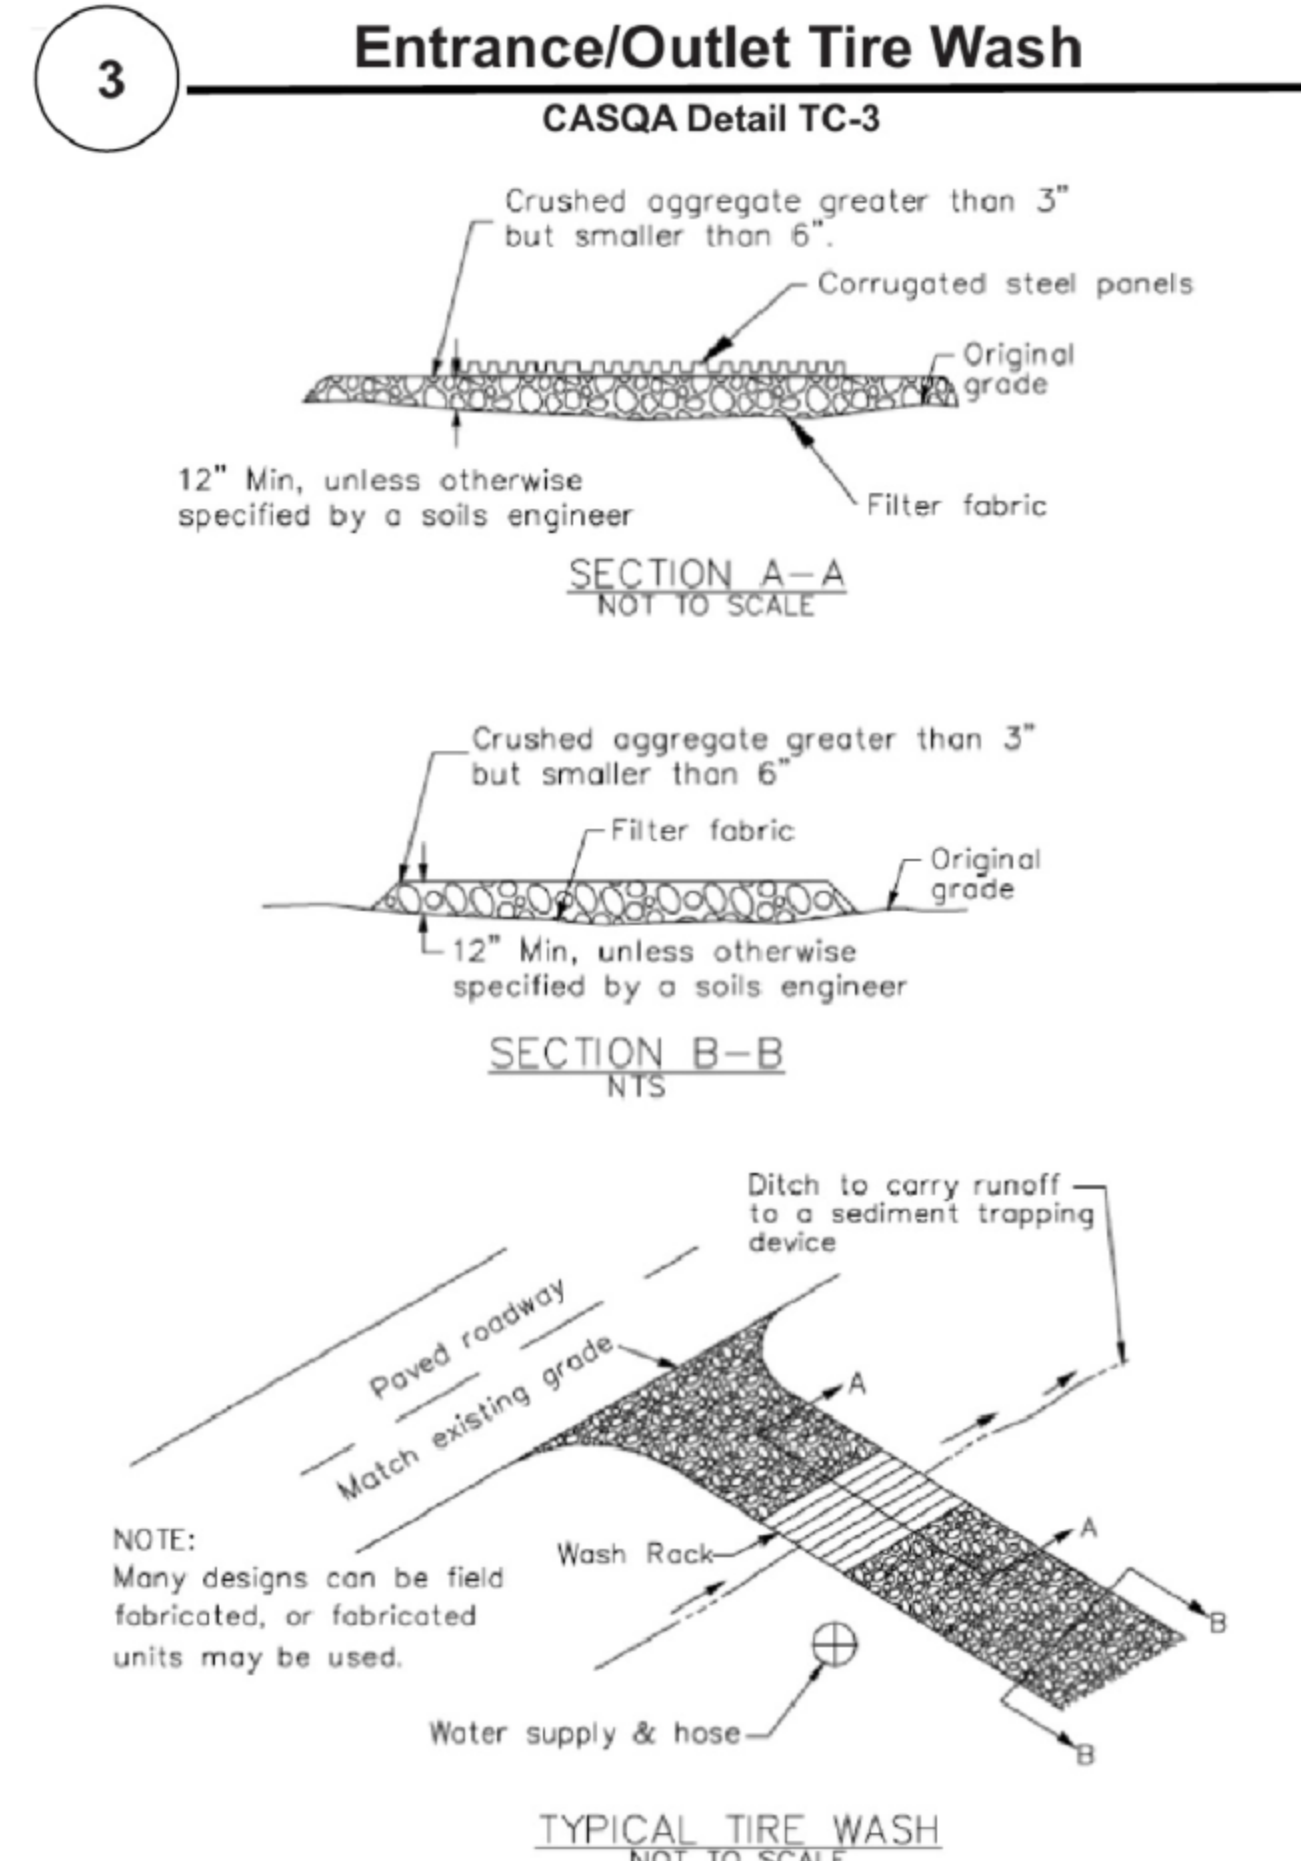 3
Entrance/Outlet Tire Wash
CASQA Detail TC-3
Crushed aggregate greater than 3"
but smaller than 6".
Corrugated steel panels
Original
grade
12" Min, unless otherwise
specified by a soils engineer
Filter fabric
SECTION A-A
NOT TO SCALE
Crushed aggregate greater than 3"
but smaller than 6"
Filter fabric
Original
grade
12" Min, unless otherwise
specified by a soils engineer
SECTION B-B
NTS
Ditch to carry runoff
to a sediment trapping
device
Paved roadway
Match existing grade
A
A
NOTE:
Many designs can be field
fabricated, or fabricated
units may be used.
Wash Rack
B
Water supply & hose
B
TYPICAL TIRE WASH
NOT TO SCALE